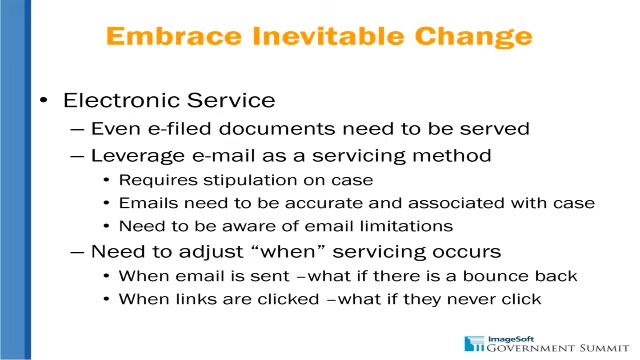 Embrace Inevitable Change
• Electronic Service
– Even e-filed documents need to be served
– Leverage e-mail as a servicing method
• Requires stipulation on case
• Emails need to be accurate and associated with case
• Need to be aware of email limitations
– Need to adjust “when” servicing occurs
• When email is sent –what if there is a bounce back
• When links are clicked –what if they never click
ImageSoft
GOVERNMENT SUMMIT